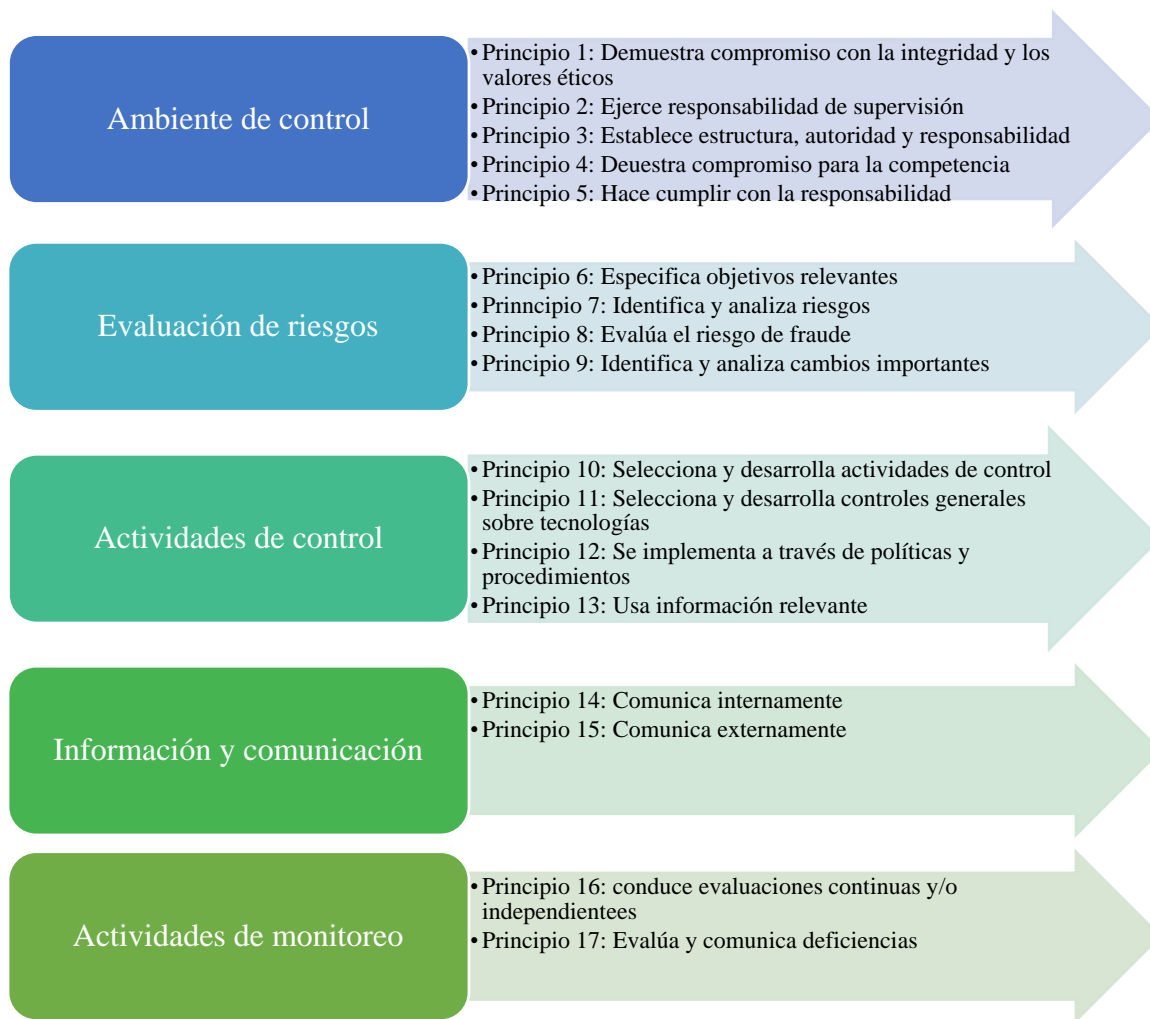 Ambiente de control
• Principio 1: Demuestra compromiso con la integridad y los
valores éticos
• Principio 2: Ejerce responsabilidad de supervisión
• Principio 3: Establece estructura, autoridad y responsabilidad
• Principio 4: Deuestra compromiso para la competencia
• Principio 5: Hace cumplir con la responsabilidad
Evaluación de riesgos
• Principio 6: Especifica objetivos relevantes
• Prinncipio 7: Identifica y analiza riesgos
• Principio 8: Evalúa el riesgo de fraude
• Principio 9: Identifica y analiza cambios importantes
Actividades de control
• Principio 10: Selecciona y desarrolla actividades de control
• Principio 11: Selecciona y desarrolla controles generales
sobre tecnologías
• Principio 12: Se implementa a través de políticas y
procedimientos
• Principio 13: Usa información relevante
Información y comunicación
• Principio 14: Comunica internamente
• Principio 15: Comunica externamente
Actividades de monitoreo
• Principio 16: conduce evaluaciones continuas y/o
independientees
• Principio 17: Evalúa y comunica deficiencias